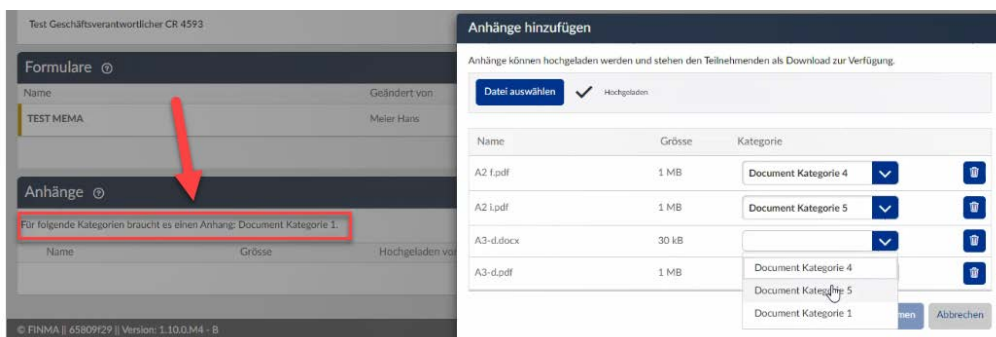 Test Geschäftsverantwortlicher CR 4593
Formulare
Name Geändert von
TEST MEMA Meier Hans
Anhänge
Für folgende Kategorien braucht es einen Anhang: Document Kategorie 1.
Name Grösse Hochgeladen vor
© FINMA || 65809f29 || Version: 1.10.0.M4 - B
Anhänge hinzufügen
Anhänge können hochgeladen werden und stehen den Teilnehmenden als Download zur Verfügung.
Datei auswählen Hochgeladen
Name Grösse Kategorie
A2 f.pdf 1 MB Document Kategorie 4
A2 i.pdf 1 MB Document Kategorie 5
A3-d.docx 30 kB
A3-d.pdf 1 MB
Document Kategorie 4
Document Kategorie 5
Document Kategorie 1
men Abbrechen